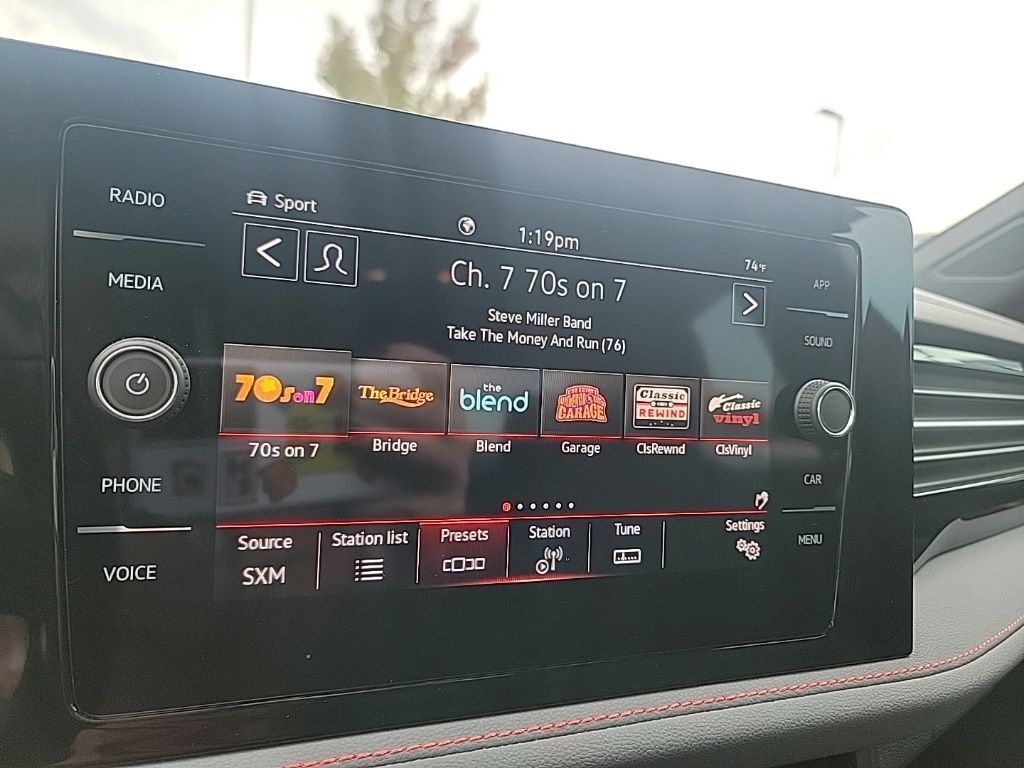 RADIO
MEDIA
PHONE
VOICE
Sport
1:19pm
74°F
Ch. 7 70s on 7
Steve Miller Band
Take The Money And Run (76)
70s on 7
The Bridge
the
blend
GARAGE
Classic
REWIND
Classic
vinyl
70s on 7
Bridge
Blend
Garage
ClsRewnd
ClsVinyl
Source
SXM
Station list
Presets
Station
Tune
Settings
APP
SOUND
CAR
MENU